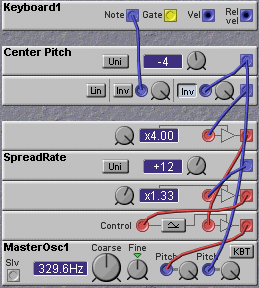 Keyboard1 Note Gate Vel Rel vel
Center Pitch Uni -4
Lin Inv Inv
x4.00
SpreadRate Uni +12
x1.33
Control
MasterOsc1 Coarse Fine KBT
Slv 329.6Hz Pitch Pitch